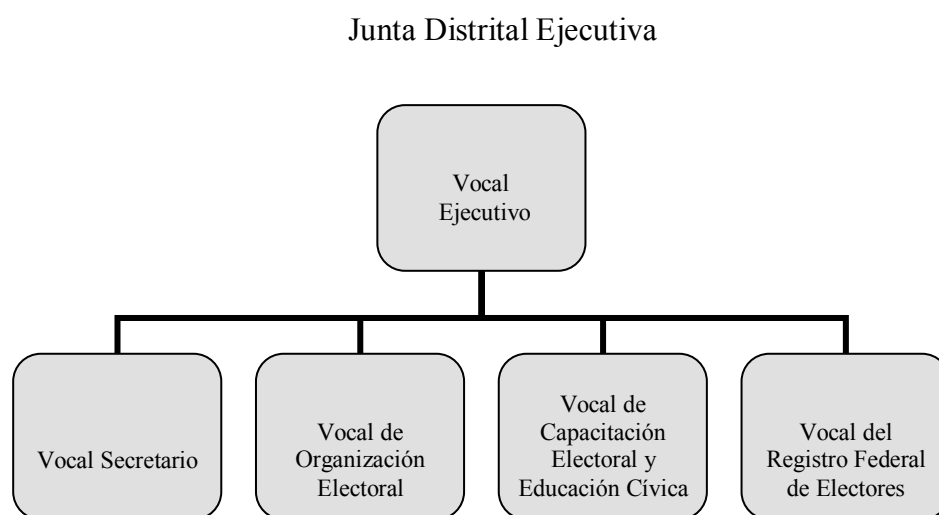 Junta Distrital Ejecutiva
Vocal
Ejecutivo
Vocal Secretario
Vocal de
Organización
Electoral
Vocal de
Capacitación
Electoral y
Educación Cívica
Vocal del
Registro Federal
de Electores